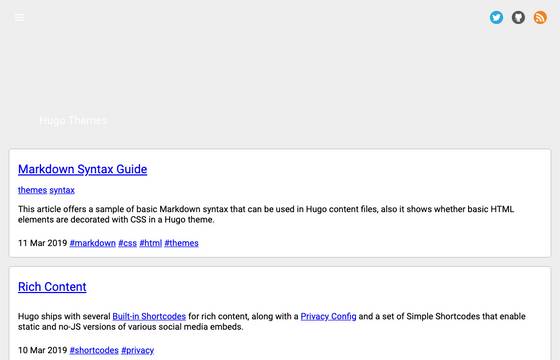 Hugo Themes
Markdown Syntax Guide
themes syntax
This article offers a sample of basic Markdown syntax that can be used in Hugo content files, also it shows whether basic HTML
elements are decorated with CSS in a Hugo theme.
11 Mar 2019 #markdown #css #html #themes
Rich Content
Hugo ships with several Built-in Shortcodes for rich content, along with a Privacy Config and a set of Simple Shortcodes that enable
static and no-JS versions of various social media embeds.
10 Mar 2019 #shortcodes #privacy